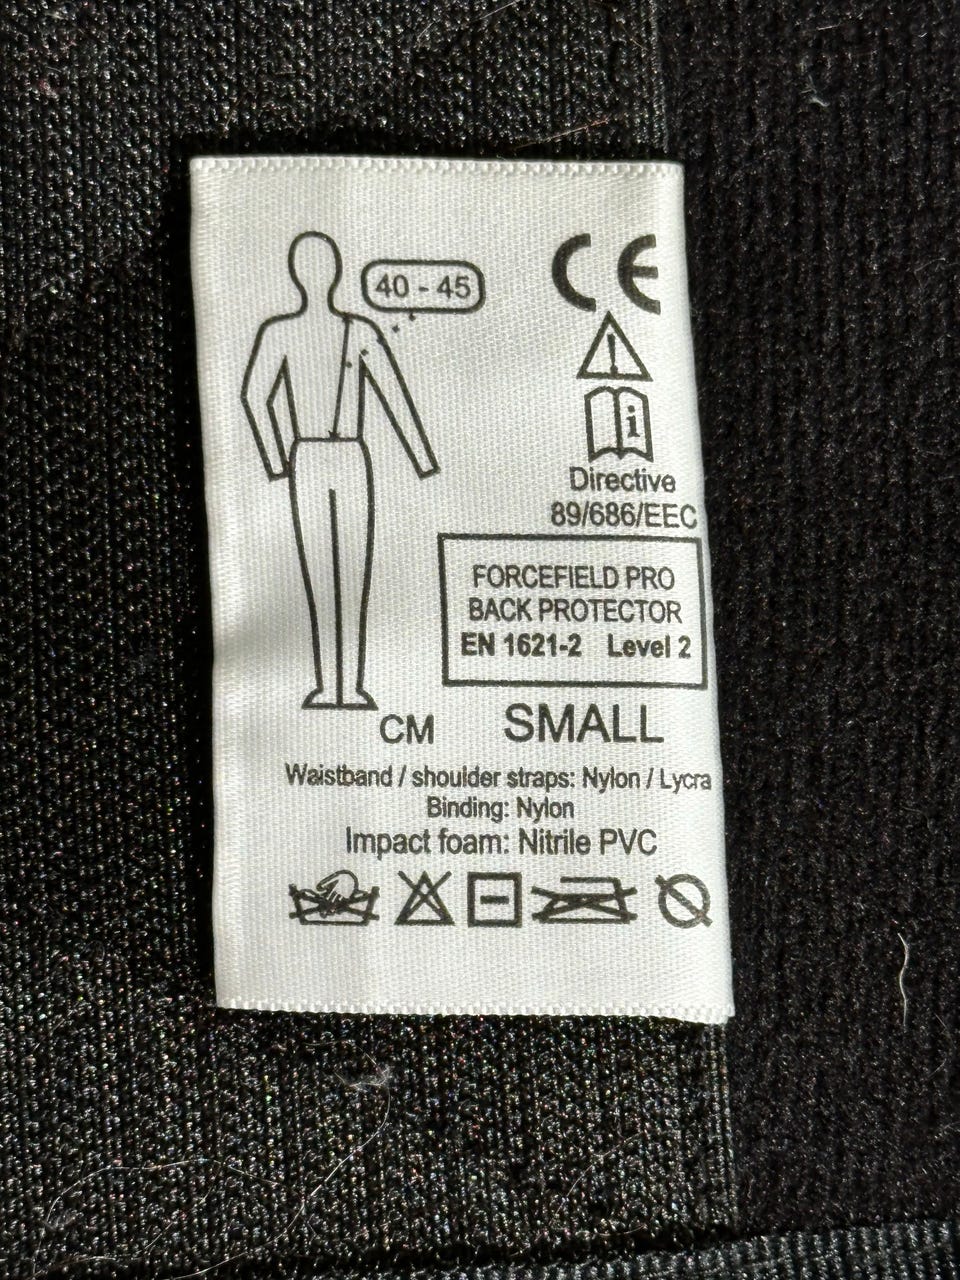 40 - 45
CE
i
Directive
89/686/EEC
FORCEFIELD PRO
BACK PROTECTOR
EN 1621-2 Level 2
CM SMALL
Waistband / shoulder straps: Nylon / Lycra
Binding: Nylon
Impact foam: Nitrile PVC